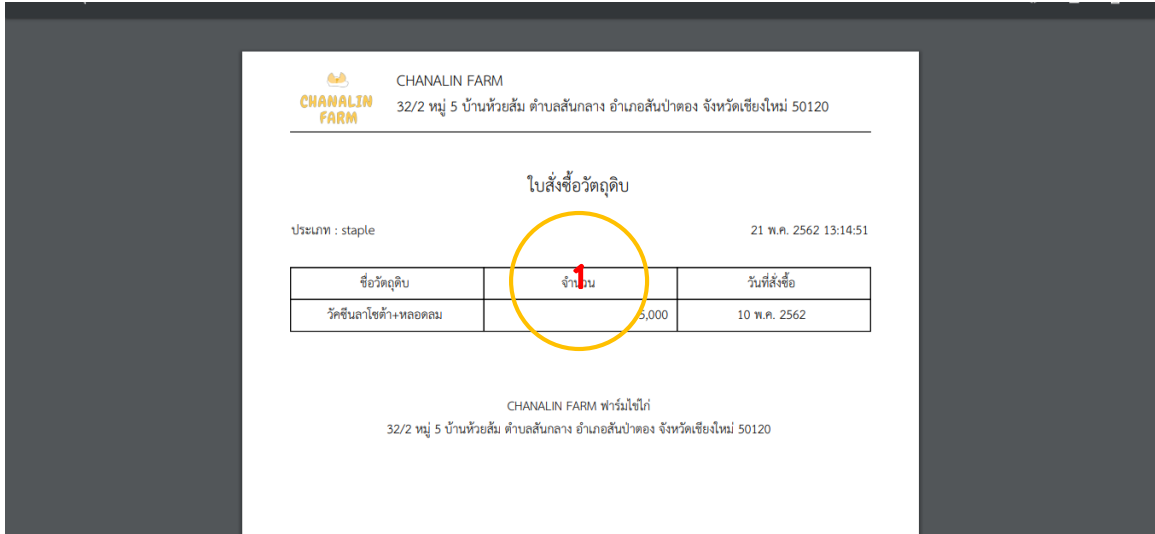 CHANALIN FARM
CHANALIN FARM
32/2 หมู่ 5 บ้านห้วยส้ม ตำบลสันกลาง อำเภอสันป่าตอง จังหวัดเชียงใหม่ 50120
ใบสั่งซื้อวัตถุดิบ
ประเภท : staple 21 พ.ค. 2562 13:14:51
1
ชื่อวัตถุดิบ จำนวน วันที่สั่งซื้อ
วัคซีนลาโซต้า+หลอดลม 5,000 10 พ.ค. 2562
CHANALIN FARM ฟาร์มไข่ไก่
32/2 หมู่ 5 บ้านห้วยส้ม ตำบลสันกลาง อำเภอสันป่าตอง จังหวัดเชียงใหม่ 50120